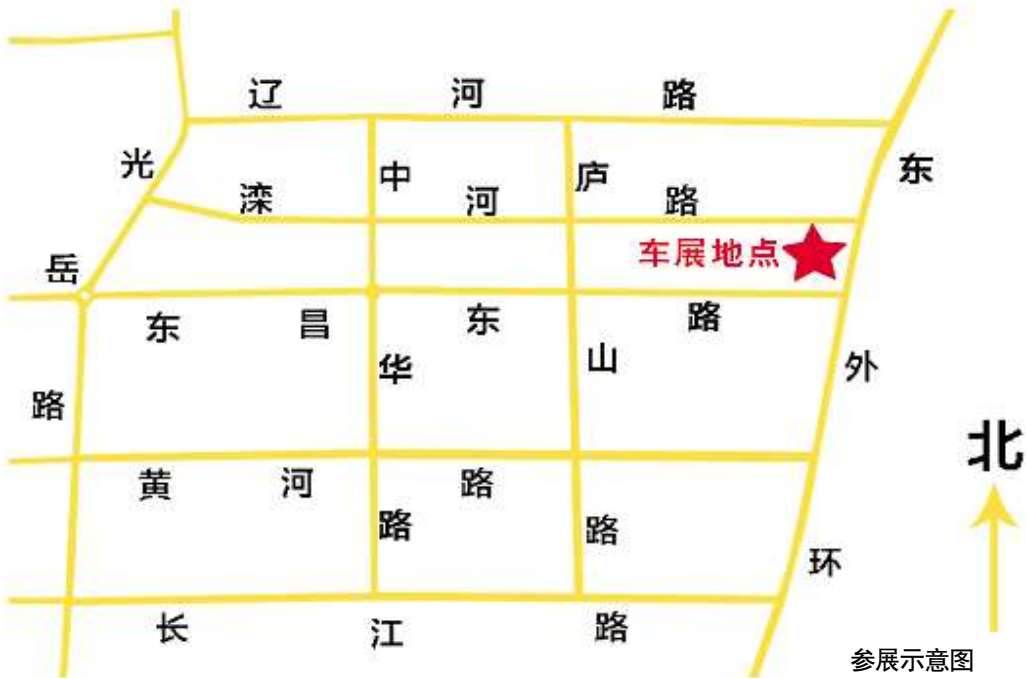 辽河路
滦河路
车展地点
东昌东路
黄河路
长江路
光岳路
中华路
庐山路
东外环
北
参展示意图